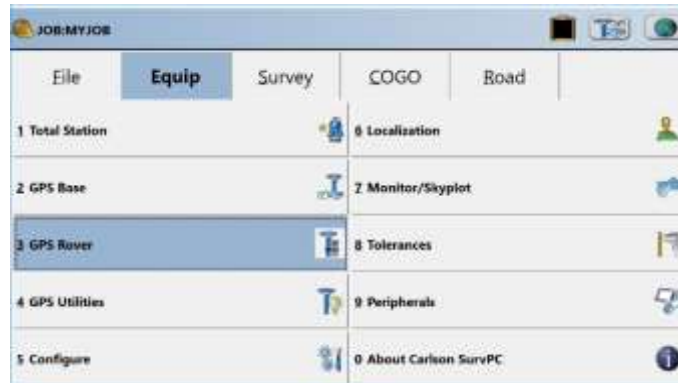 JOB:MYJOB
File Equip Survey COGO Road
1 Total Station
2 GPS Base
3 GPS Rover
4 GPS Utilities
5 Configure
6 Localization
7 Monitor/Skyplot
8 Tolerances
9 Peripherals
0 About Carlson SurvPC